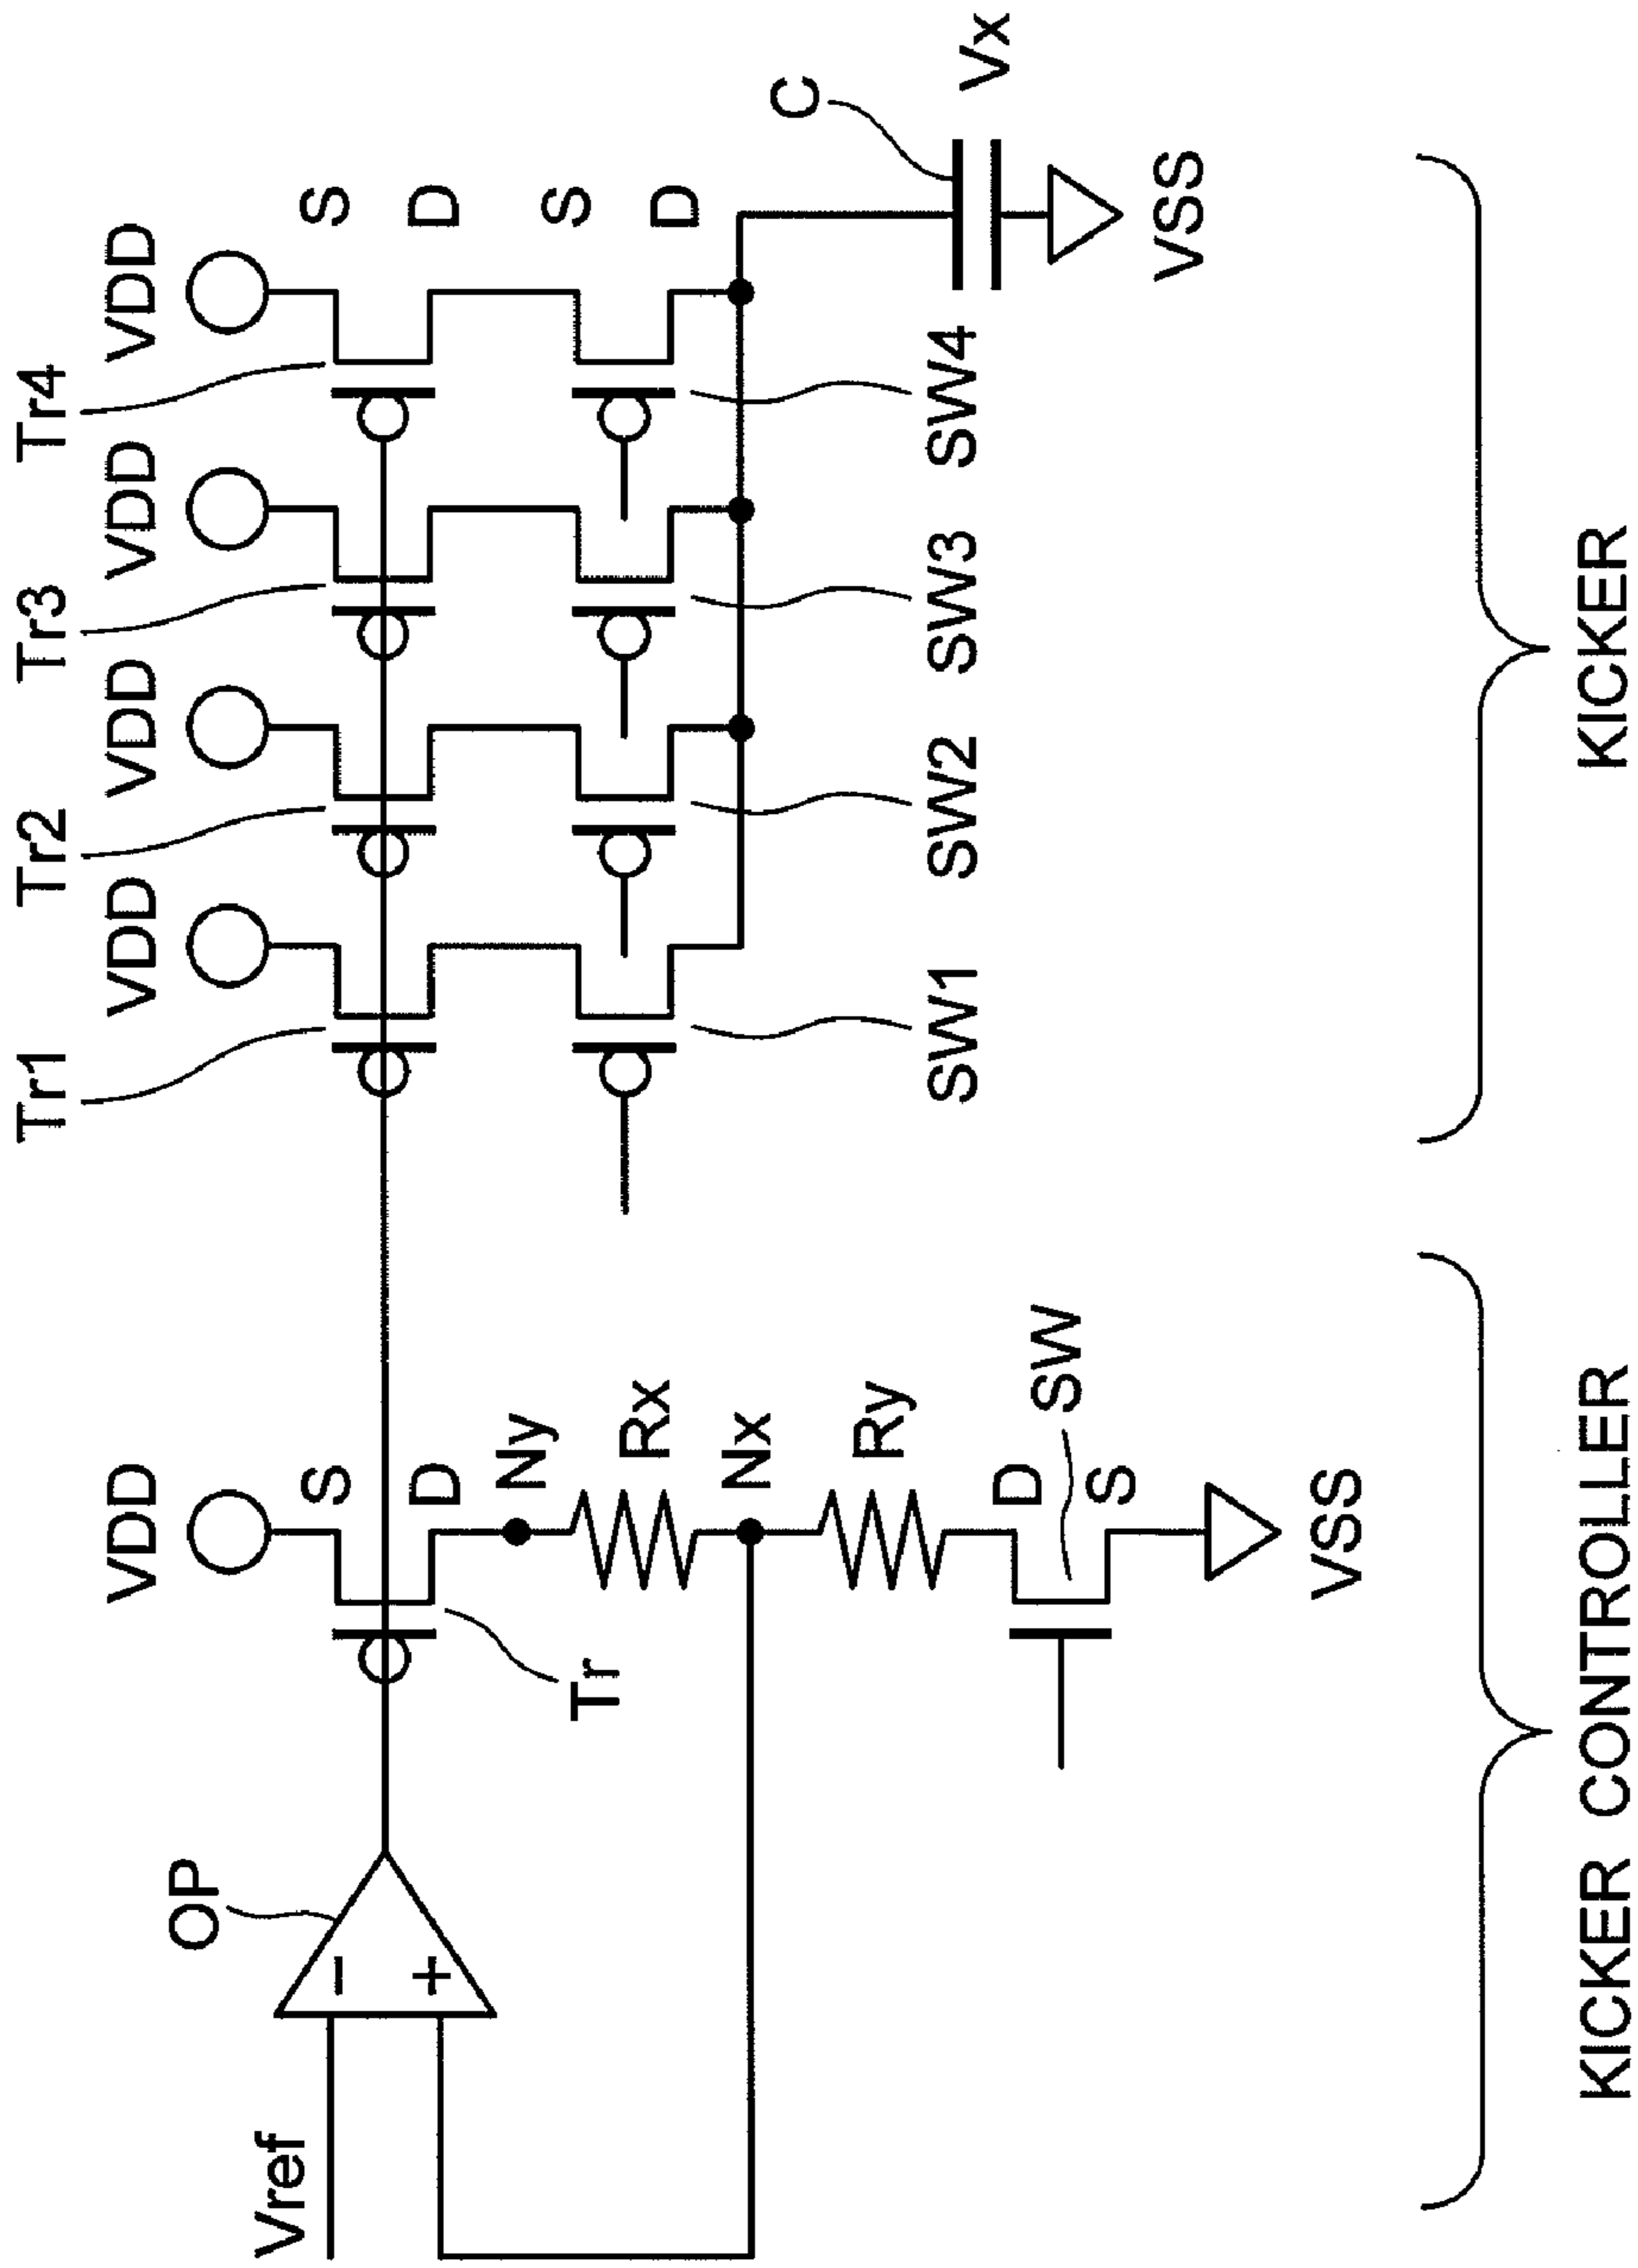 Tr1
Tr2
Tr3
Tr4
VDD
VDD
VDD
VDD
VDD
OP
Vref
−
+
S
D
S
D
Ny
Tr
S
D
Rx
Nx
C
Ry
SW1
SW2
SW3
SW4
Vx
D
S
SW
VSS
VSS
KICKER CONTROLLER
KICKER